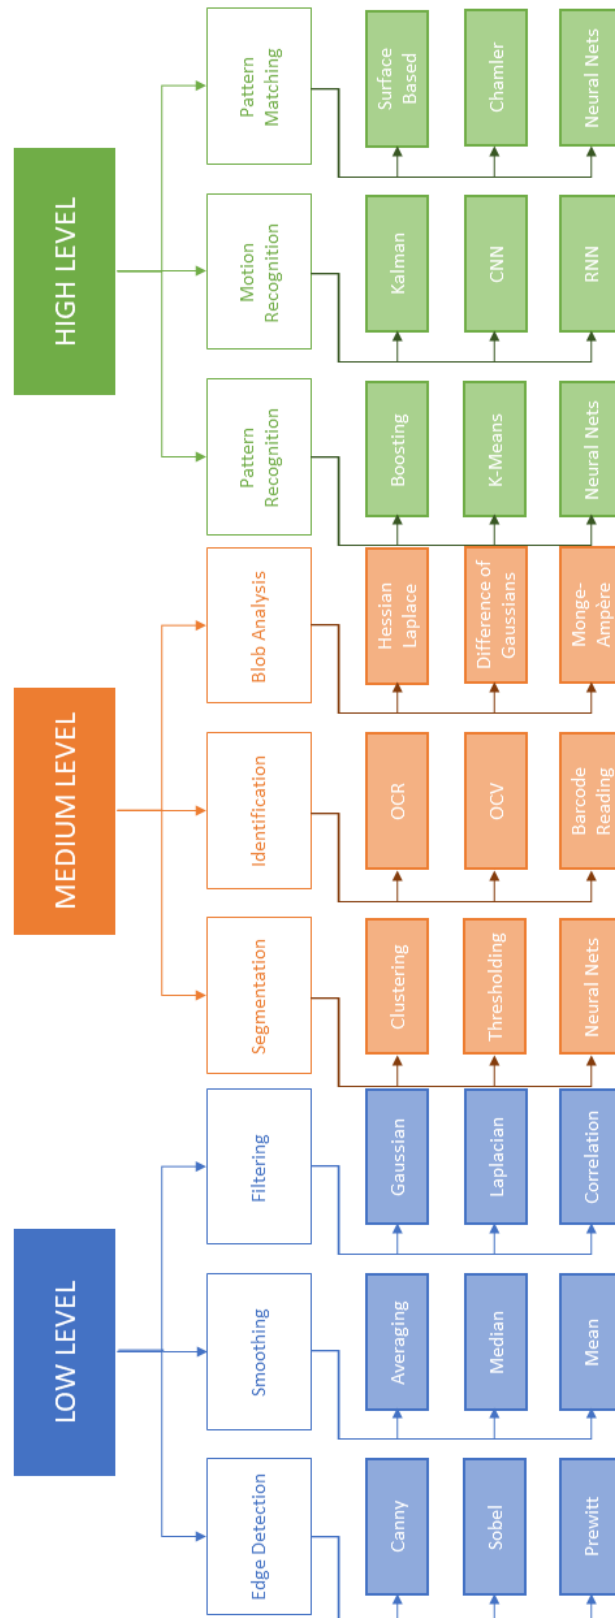 LOW LEVEL
MEDIUM LEVEL
HIGH LEVEL
Edge Detection
Smoothing
Filtering
Segmentation
Identification
Blob Analysis
Pattern
Recognition
Motion
Recognition
Pattern
Matching
Canny
Averaging
Gaussian
Clustering
OCR
Hessian
Laplace
Boosting
Kalman
Surface
Based
Sobel
Median
Laplacian
Thresholding
OCV
Difference of
Gaussians
K-Means
CNN
Chamler
Prewitt
Mean
Correlation
Neural Nets
Barcode
Reading
Monge-
Ampère
Neural Nets
RNN
Neural Nets